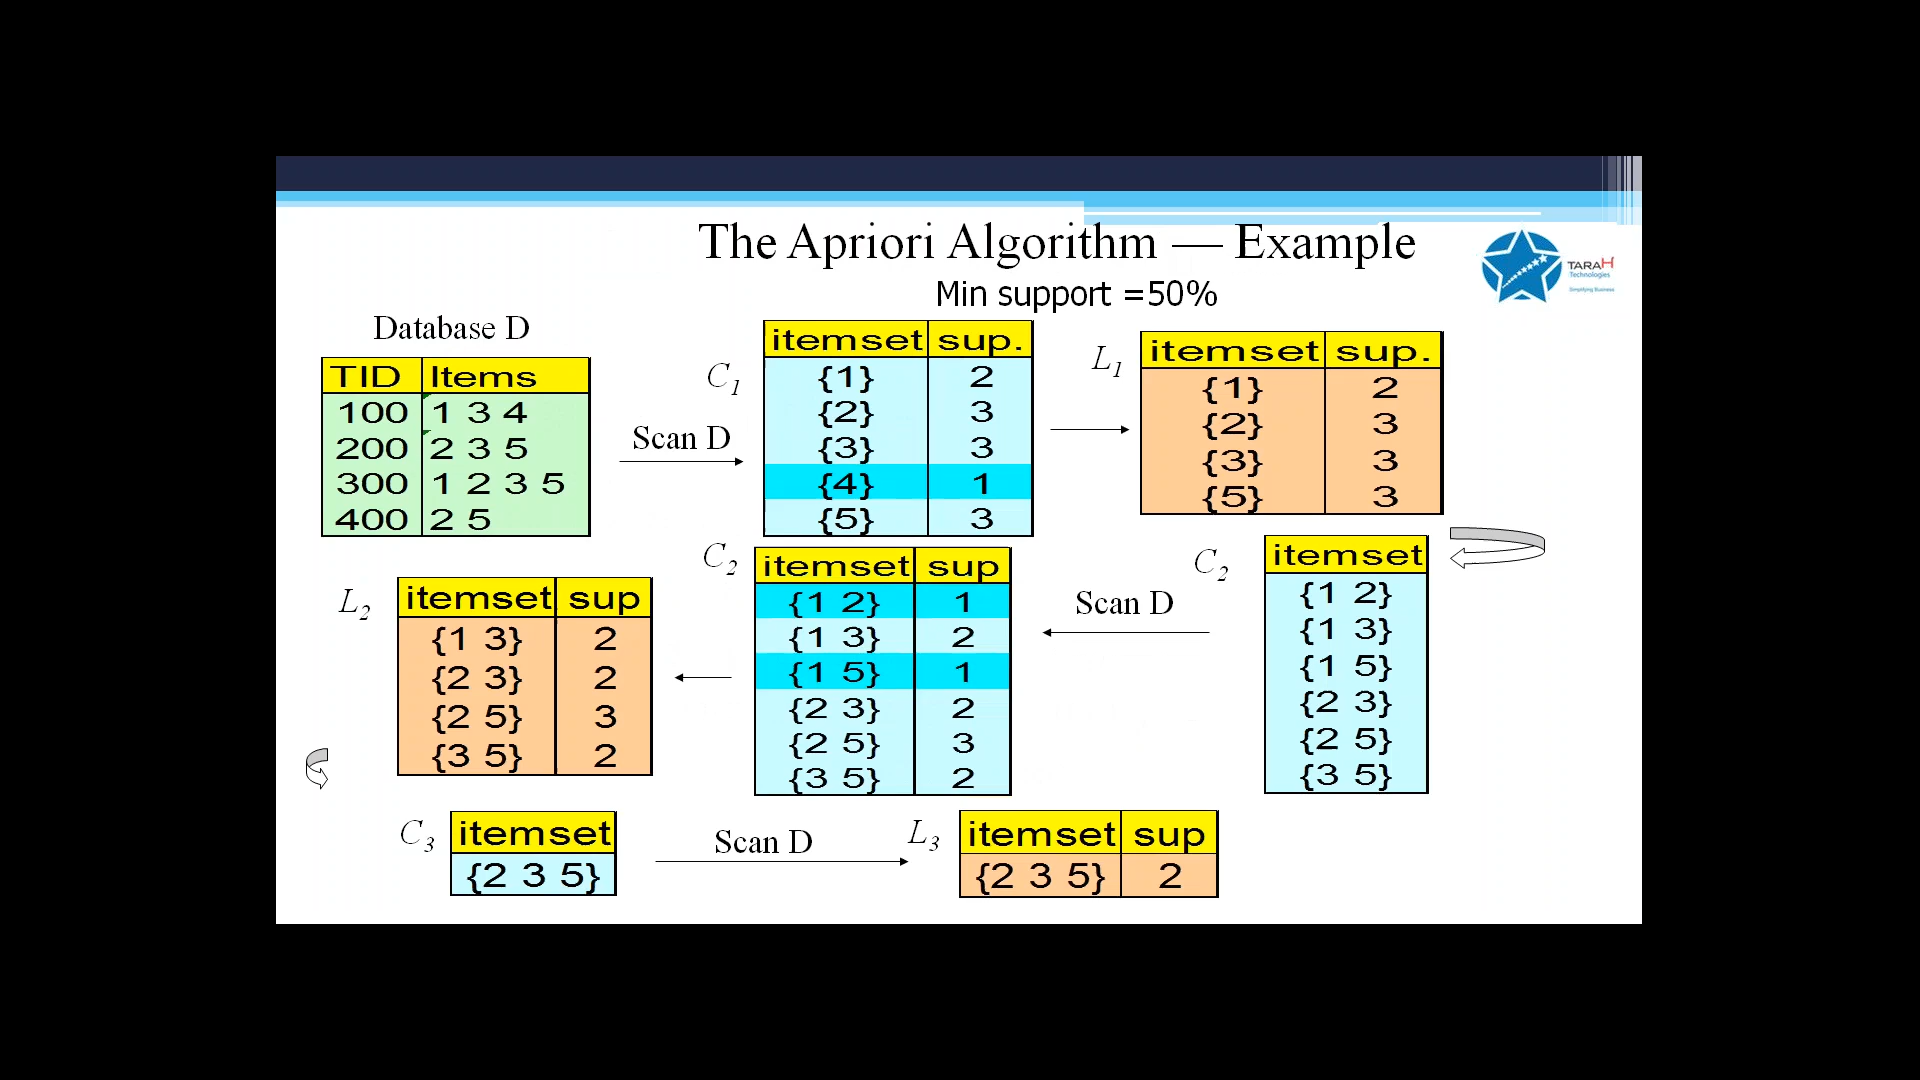 The Apriori Algorithm — Example
Min support =50%
TARAH
Technologies
Simplifying Business
Database D
TID Items
100 1 3 4
200 2 3 5
300 1 2 3 5
400 2 5
Scan D
C1
itemset sup.
{1} 2
{2} 3
{3} 3
{4} 1
{5} 3
L1
itemset sup.
{1} 2
{2} 3
{3} 3
{5} 3
C2
itemset
{1 2}
{1 3}
{1 5}
{2 3}
{2 5}
{3 5}
Scan D
C2
itemset sup
{1 2} 1
{1 3} 2
{1 5} 1
{2 3} 2
{2 5} 3
{3 5} 2
L2
itemset sup
{1 3} 2
{2 3} 2
{2 5} 3
{3 5} 2
C3
itemset
{2 3 5}
Scan D
L3
itemset sup
{2 3 5} 2